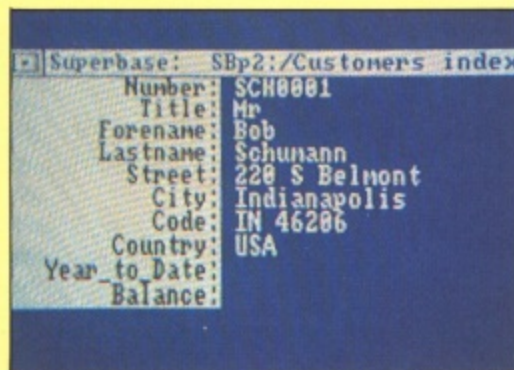 Superbase: SBp2:/Customers index
Number: SCH0001
Title: Mr
Forename: Bob
Lastname: Schumann
Street: 220 S Belmont
City: Indianapolis
Code: IN 46206
Country: USA
Year_to_Date:
Balance: